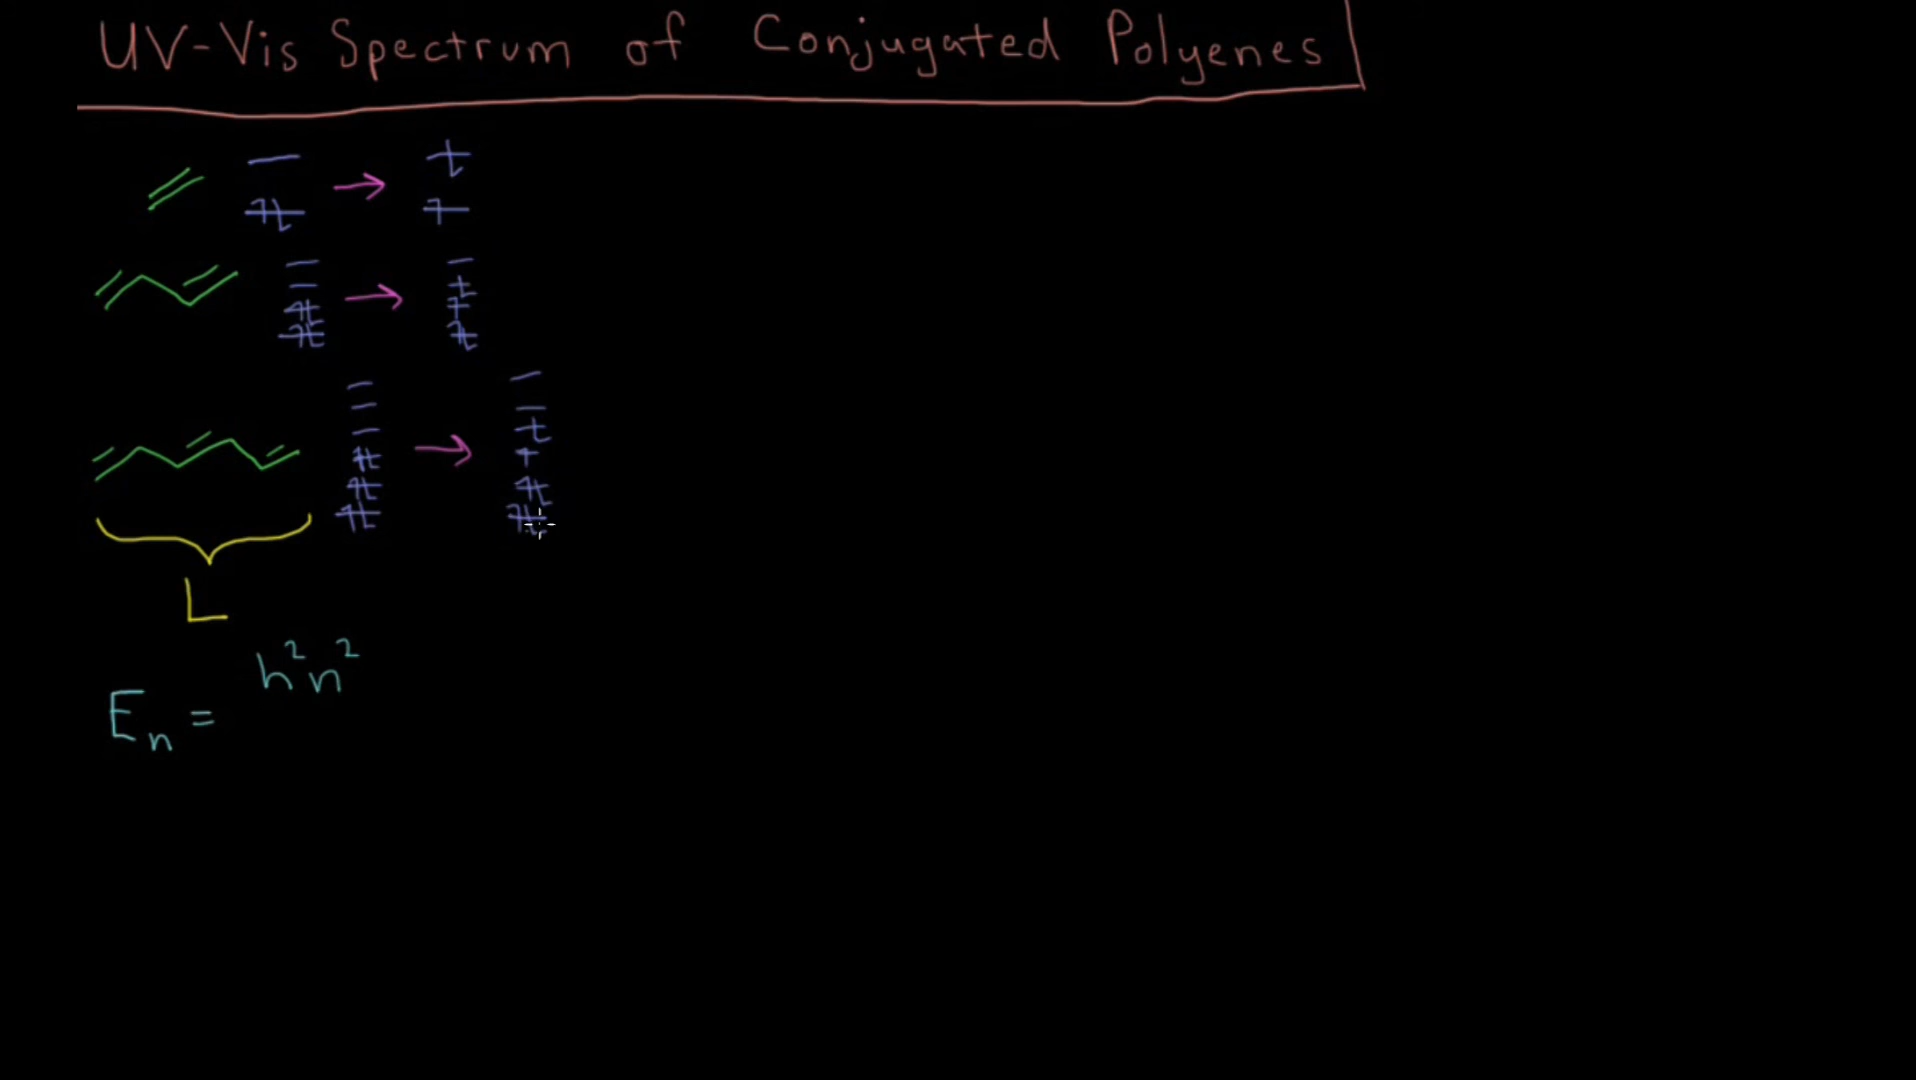 UV-Vis Spectrum of Conjugated Polyenes
L
Eₙ = h²n²